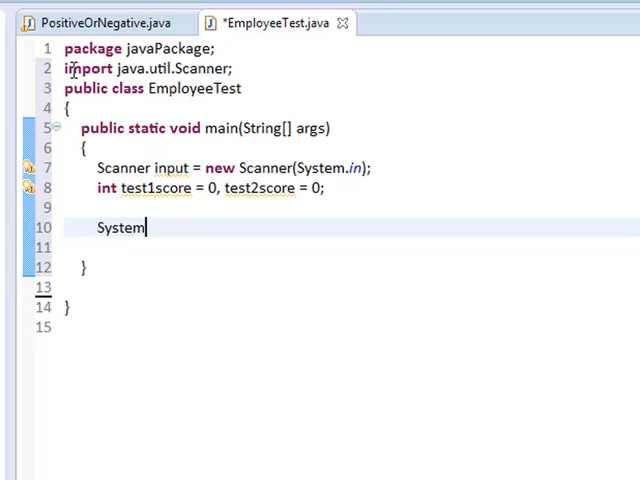 PositiveOrNegative.java
*EmployeeTest.java
1 package javaPackage;
2 import java.util.Scanner;
3 public class EmployeeTest
4 {
5 public static void main(String[] args)
6 {
7 Scanner input = new Scanner(System.in);
8 int test1score = 0, test2score = 0;
9
10 System
11
12 }
13
14 }
15